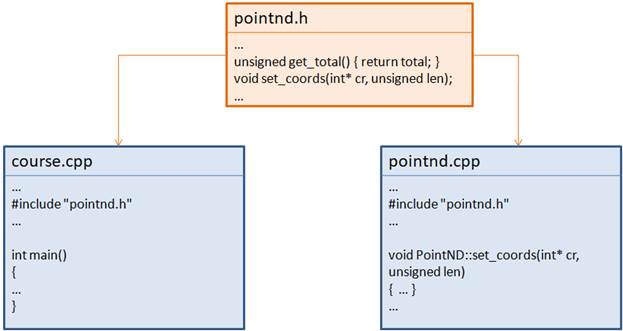 pointnd.h
...
unsigned get_total() { return total; }
void set_coords(int* cr, unsigned len);
...
course.cpp
...
#include "pointnd.h"
...
int main()
{
...
}
pointnd.cpp
...
#include "pointnd.h"
...
void PointND::set_coords(int* cr,
unsigned len)
{ ... }
...